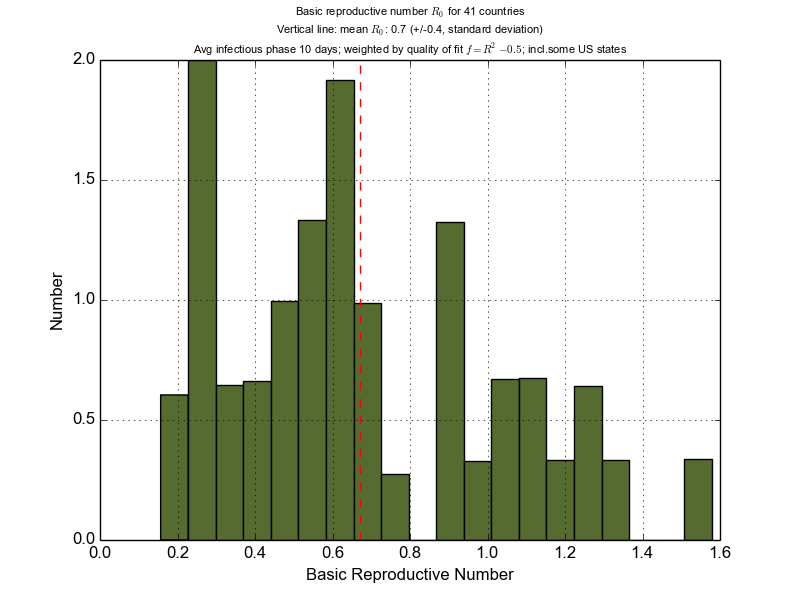 Basic reproductive number R₀ for 41 countries
Vertical line: mean R₀: 0.7 (+/-0.4, standard deviation)
Avg infectious phase 10 days; weighted by quality of fit f=R² −0.5; incl.some US states
2.0
1.5
1.0
0.5
0.0
Number
0.0 0.2 0.4 0.6 0.8 1.0 1.2 1.4 1.6
Basic Reproductive Number